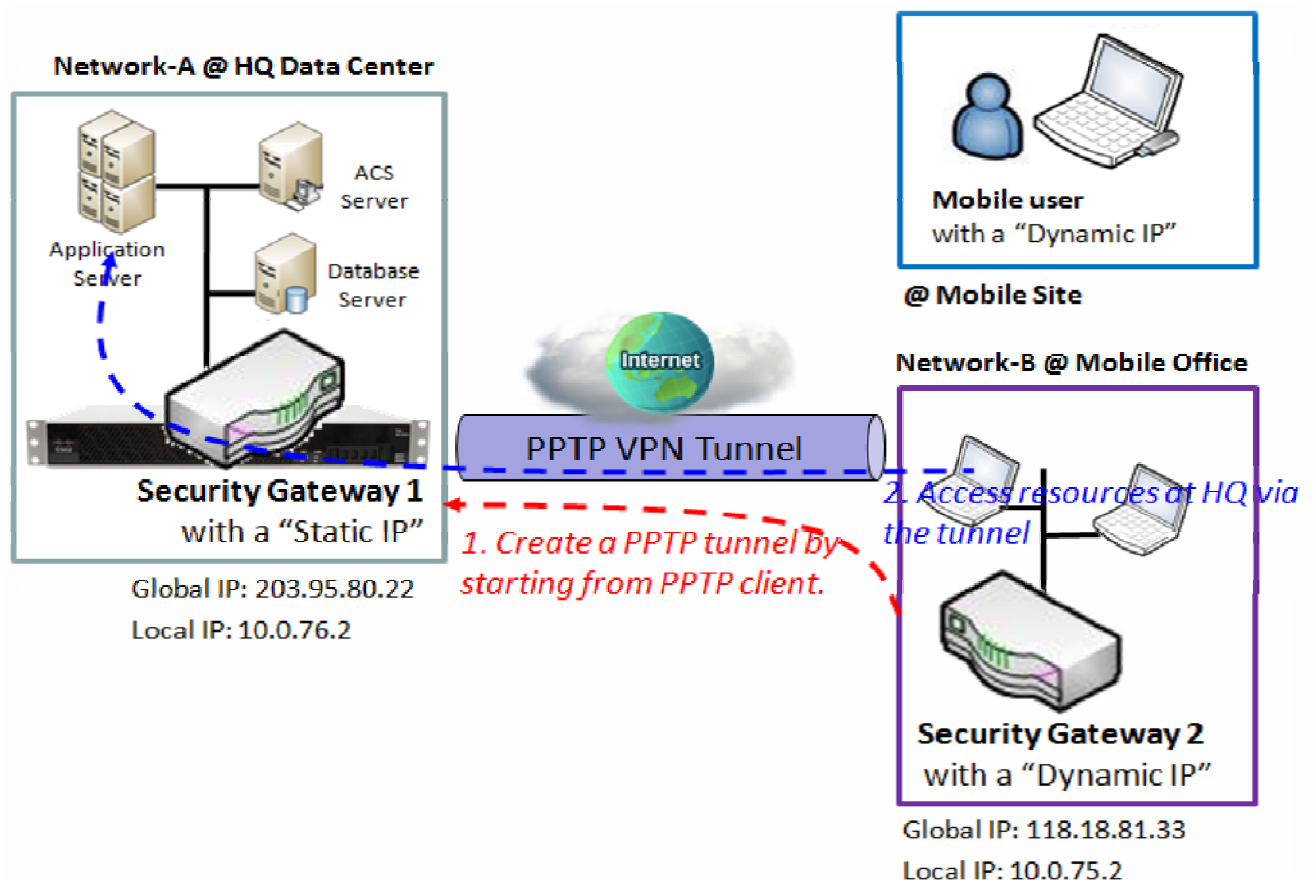 Network-A @ HQ Data Center
ACS
Server
Application
Server
Database
Server
Security Gateway 1
with a “Static IP”
Global IP: 203.95.80.22
Local IP: 10.0.76.2
Internet
PPTP VPN Tunnel
1. Create a PPTP tunnel by
starting from PPTP client.
Mobile user
with a “Dynamic IP”
@ Mobile Site
Network-B @ Mobile Office
2. Access resources at HQ via
the tunnel
Security Gateway 2
with a “Dynamic IP”
Global IP: 118.18.81.33
Local IP: 10.0.75.2